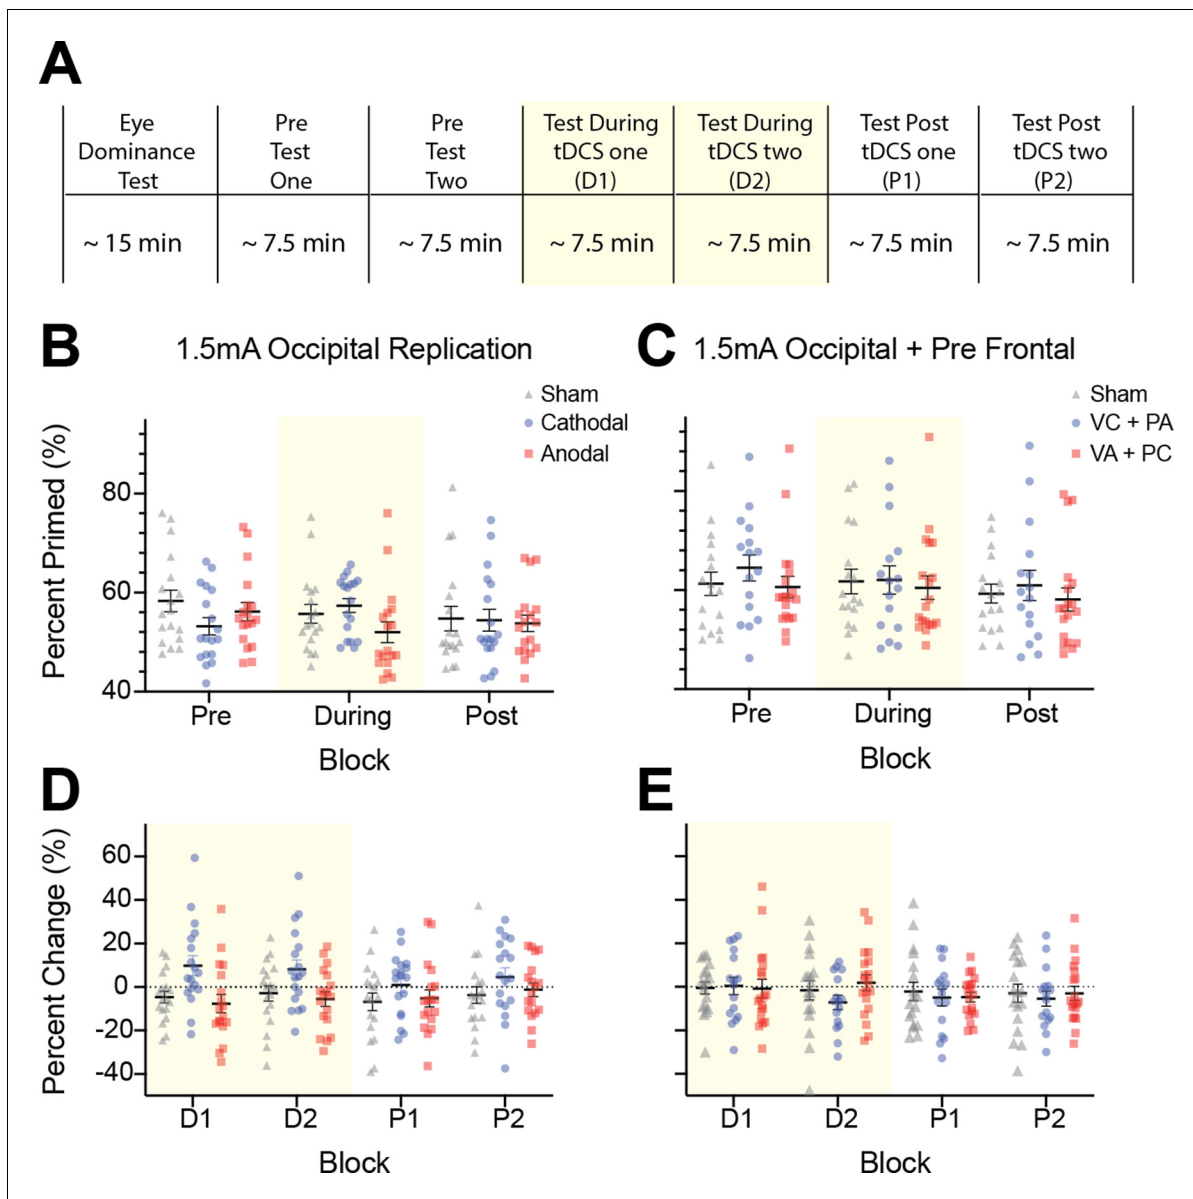 A
Eye Dominance Test
Pre Test One
Pre Test Two
Test During tDCS one (D1)
Test During tDCS two (D2)
Test Post tDCS one (P1)
Test Post tDCS two (P2)
~ 15 min
~ 7.5 min
~ 7.5 min
~ 7.5 min
~ 7.5 min
~ 7.5 min
~ 7.5 min
B
1.5mA Occipital Replication
Sham
Cathodal
Anodal
Percent Primed (%)
80
60
40
Pre
During
Post
Block
C
1.5mA Occipital + Pre Frontal
Sham
VC + PA
VA + PC
Pre
During
Post
Block
D
Percent Change (%)
60
40
20
0
-20
-40
D1
D2
P1
P2
Block
E
D1
D2
P1
P2
Block